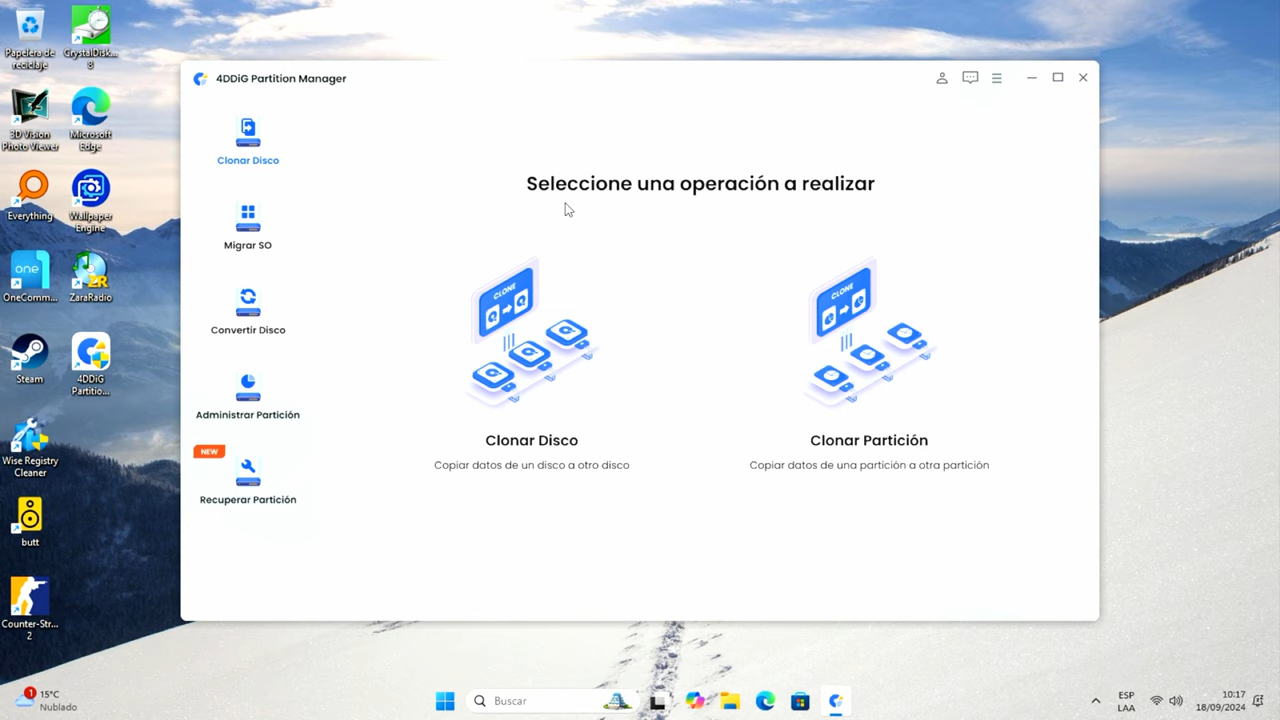 Papelera de
reciclaje
CrystalDisk...
8
3D Vision
Photo Viewer
Microsoft
Edge
Everything
Wallpaper
Engine
one
OneComm...
2R
ZaraRadio
Steam
4DDiG
Partitio...
Wise Registry
Cleaner
butt
Counter-Str...
2
4DDiG Partition Manager
Clonar Disco
Migrar SO
Convertir Disco
Administrar Partición
NEW
Recuperar Partición
Seleccione una operación a realizar
CLONE
Clonar Disco
Copiar datos de un disco a otro disco
CLONE
Clonar Partición
Copiar datos de una partición a otra partición
1
15°C
Nublado
Buscar
ESP
LAA
10:17
18/09/2024